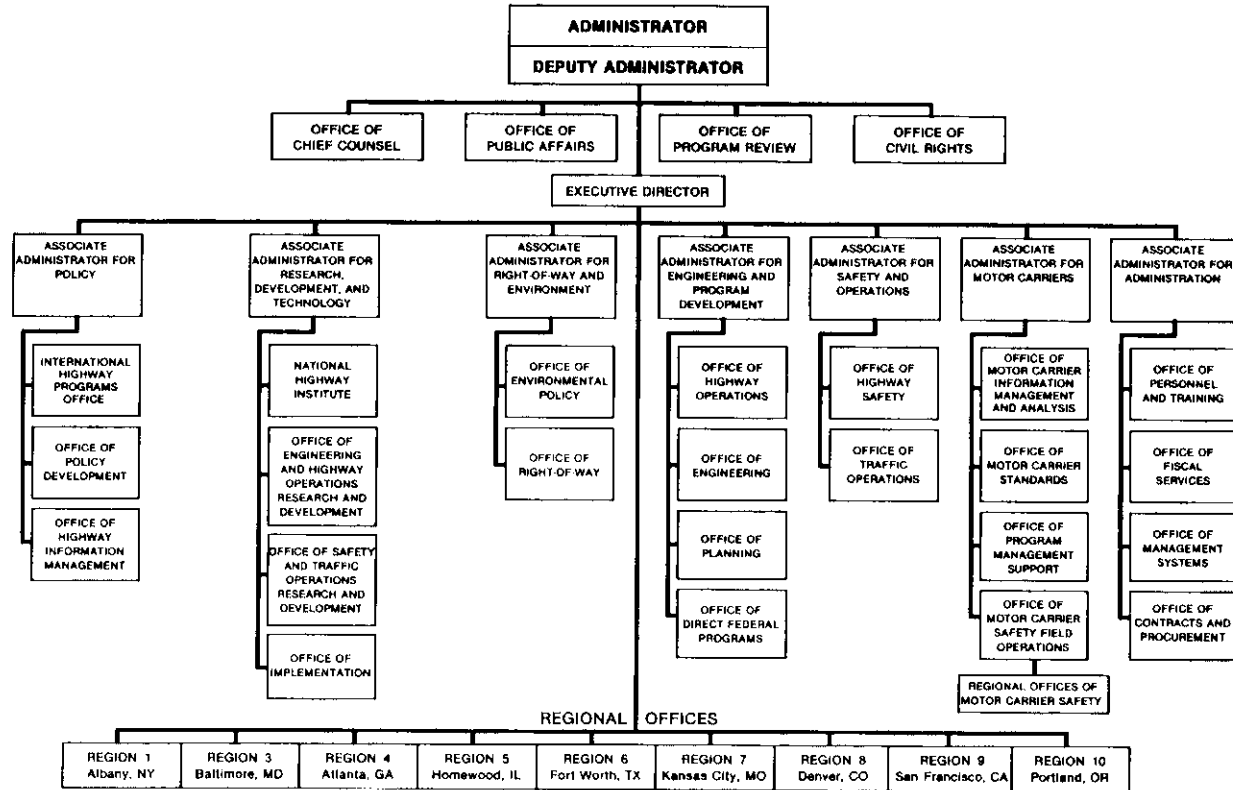 ADMINISTRATOR
DEPUTY ADMINISTRATOR
OFFICE OF
CHIEF COUNSEL
OFFICE OF
PUBLIC AFFAIRS
OFFICE OF
PROGRAM REVIEW
OFFICE OF
CIVIL RIGHTS
EXECUTIVE DIRECTOR
ASSOCIATE
ADMINISTRATOR FOR
POLICY
ASSOCIATE
ADMINISTRATOR FOR
RESEARCH,
DEVELOPMENT, AND
TECHNOLOGY
ASSOCIATE
ADMINISTRATOR FOR
RIGHT-OF-WAY AND
ENVIRONMENT
ASSOCIATE
ADMINISTRATOR FOR
ENGINEERING AND
PROGRAM
DEVELOPMENT
ASSOCIATE
ADMINISTRATOR FOR
SAFETY AND
OPERATIONS
ASSOCIATE
ADMINISTRATOR FOR
MOTOR CARRIERS
ASSOCIATE
ADMINISTRATOR FOR
ADMINISTRATION
INTERNATIONAL
HIGHWAY
PROGRAMS
OFFICE
OFFICE OF
POLICY
DEVELOPMENT
OFFICE OF
HIGHWAY
INFORMATION
MANAGEMENT
NATIONAL
HIGHWAY
INSTITUTE
OFFICE OF
ENGINEERING
AND HIGHWAY
OPERATIONS
RESEARCH AND
DEVELOPMENT
OFFICE OF SAFETY
AND TRAFFIC
OPERATIONS
RESEARCH AND
DEVELOPMENT
OFFICE OF
IMPLEMENTATION
OFFICE OF
ENVIRONMENTAL
POLICY
OFFICE OF
RIGHT-OF-WAY
OFFICE OF
HIGHWAY
OPERATIONS
OFFICE OF
ENGINEERING
OFFICE OF
PLANNING
OFFICE OF
DIRECT FEDERAL
PROGRAMS
OFFICE OF
HIGHWAY
SAFETY
OFFICE OF
TRAFFIC
OPERATIONS
OFFICE OF
MOTOR CARRIER
INFORMATION
MANAGEMENT
AND ANALYSIS
OFFICE OF
MOTOR CARRIER
STANDARDS
OFFICE OF
PROGRAM
MANAGEMENT
SUPPORT
OFFICE OF
MOTOR CARRIER
SAFETY FIELD
OPERATIONS
REGIONAL OFFICES OF
MOTOR CARRIER SAFETY
OFFICE OF
PERSONNEL
AND TRAINING
OFFICE OF
FISCAL
SERVICES
OFFICE OF
MANAGEMENT
SYSTEMS
OFFICE OF
CONTRACTS AND
PROCUREMENT
REGIONAL OFFICES
REGION 1
Albany, NY
REGION 3
Baltimore, MD
REGION 4
Atlanta, GA
REGION 5
Homewood, IL
REGION 6
Fort Worth, TX
REGION 7
Kansas City, MO
REGION 8
Denver, CO
REGION 9
San Francisco, CA
REGION 10
Portland, OR